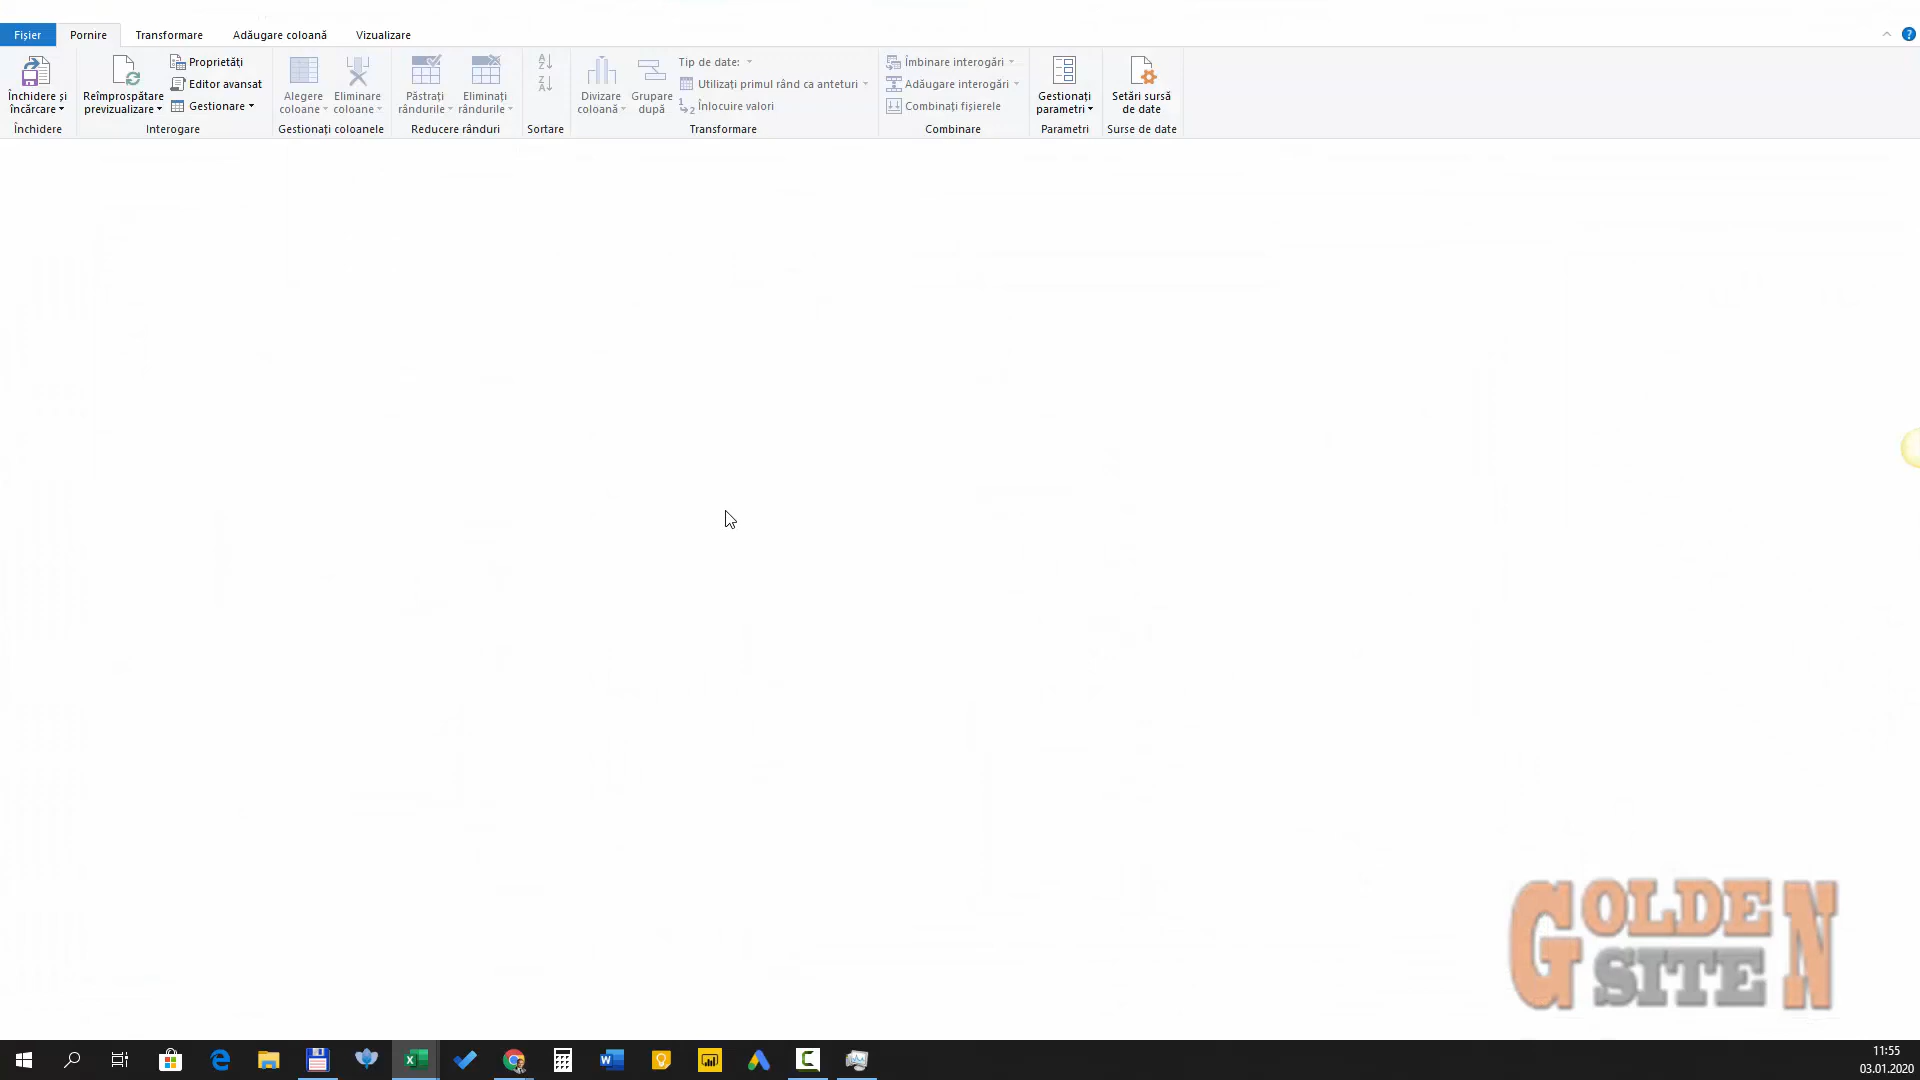 Fișier Pornire Transformare Adăugare coloană Vizualizare
Închidere și încărcare
Închidere
Reîmprospătare previzualizare
Proprietăți
Editor avansat
Gestionare
Interogare
Alegere coloane
Eliminare coloane
Gestionați coloanele
Păstrați rândurile
Eliminați rândurile
Reducere rânduri
Sortare
Divizare coloană
Grupare după
Tip de date:
Utilizați primul rând ca anteturi
Înlocuire valori
Transformare
Îmbinare interogări
Adăugare interogări
Combinați fișierele
Combinare
Gestionați parametri
Parametri
Setări sursă de date
Surse de date
GOLDEN SITE
11:55
03.01.2020